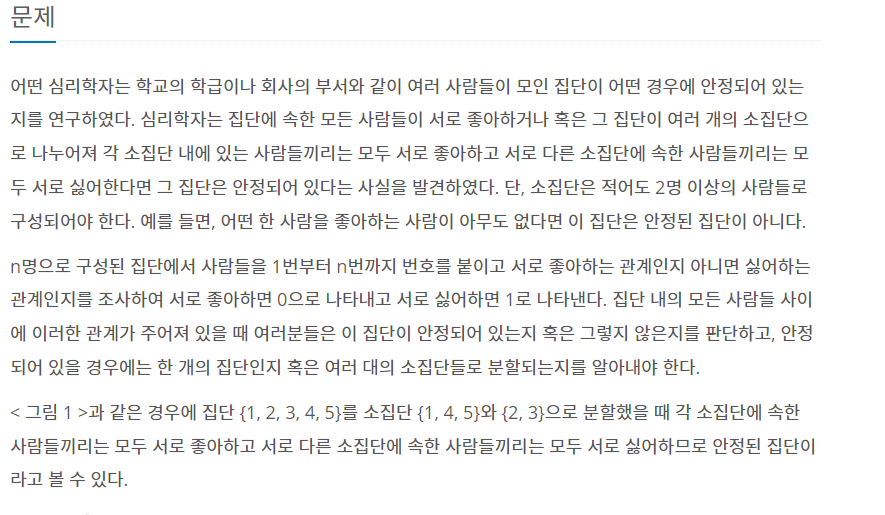 문제
어떤 심리학자는 학교의 학급이나 회사의 부서와 같이 여러 사람들이 모인 집단이 어떤 경우에 안정되어 있는
지를 연구하였다. 심리학자는 집단에 속한 모든 사람들이 서로 좋아하거나 혹은 그 집단이 여러 개의 소집단으
로 나누어져 각 소집단 내에 있는 사람들끼리는 모두 서로 좋아하고 서로 다른 소집단에 속한 사람들끼리는 모
두 서로 싫어한다면 그 집단은 안정되어 있다는 사실을 발견하였다. 단, 소집단은 적어도 2명 이상의 사람들로
구성되어야 한다. 예를 들면, 어떤 한 사람을 좋아하는 사람이 아무도 없다면 이 집단은 안정된 집단이 아니다.
n명으로 구성된 집단에서 사람들을 1번부터 n번까지 번호를 붙이고 서로 좋아하는 관계인지 아니면 싫어하는
관계인지를 조사하여 서로 좋아하면 0으로 나타내고 서로 싫어하면 1로 나타낸다. 집단 내의 모든 사람들 사이
에 이러한 관계가 주어져 있을 때 여러분들은 이 집단이 안정되어 있는지 혹은 그렇지 않은지를 판단하고, 안정
되어 있을 경우에는 한 개의 집단인지 혹은 여러 대의 소집단들로 분할되는지를 알아내야 한다.
< 그림 1 >과 같은 경우에 집단 {1, 2, 3, 4, 5}를 소집단 {1, 4, 5}와 {2, 3}으로 분할했을 때 각 소집단에 속한
사람들끼리는 모두 서로 좋아하고 서로 다른 소집단에 속한 사람들끼리는 모두 서로 싫어하므로 안정된 집단이
라고 볼 수 있다.